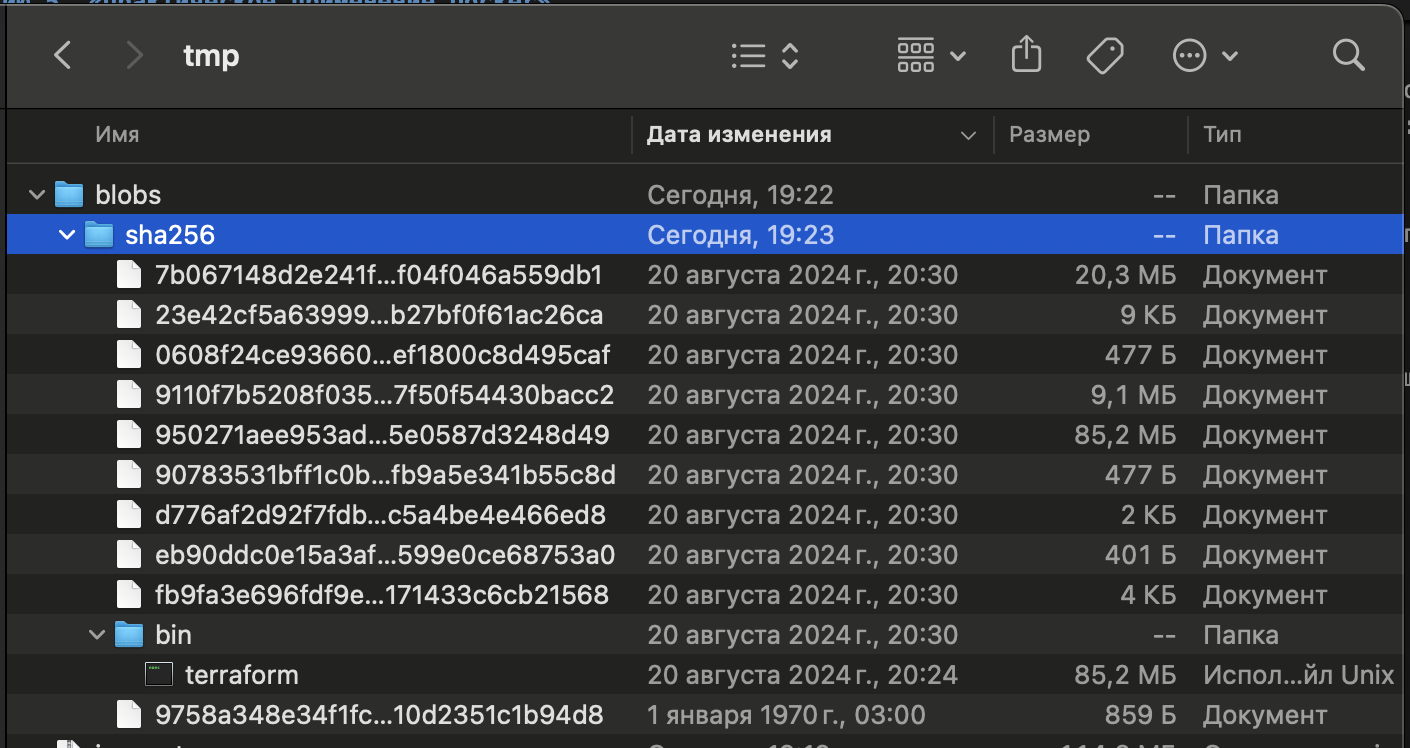 tmp
Имя Дата изменения Размер Тип
blobs Сегодня, 19:22 -- Папка
sha256 Сегодня, 19:23 -- Папка
7b067148d2e241f...f04f046a559db1 20 августа 2024 г., 20:30 20,3 МБ Документ
23e42cf5a63999...b27bf0f61ac26ca 20 августа 2024 г., 20:30 9 КБ Документ
0608f24ce93660...ef1800c8d495caf 20 августа 2024 г., 20:30 477 Б Документ
9110f7b5208f035...7f50f54430bacc2 20 августа 2024 г., 20:30 9,1 МБ Документ
950271aee953ad...5e0587d3248d49 20 августа 2024 г., 20:30 85,2 МБ Документ
90783531bff1c0b...fb9a5e341b55c8d 20 августа 2024 г., 20:30 477 Б Документ
d776af2d92f7fdb...c5a4be4e466ed8 20 августа 2024 г., 20:30 2 КБ Документ
eb90ddc0e15a3af...599e0ce68753a0 20 августа 2024 г., 20:30 401 Б Документ
fb9fa3e696fdf9e...171433c6cb21568 20 августа 2024 г., 20:30 4 КБ Документ
bin 20 августа 2024 г., 20:30 -- Папка
terraform 20 августа 2024 г., 20:24 85,2 МБ Испол...йл Unix
9758a348e34f1fc...10d2351c1b94d8 1 января 1970 г., 03:00 859 Б Документ